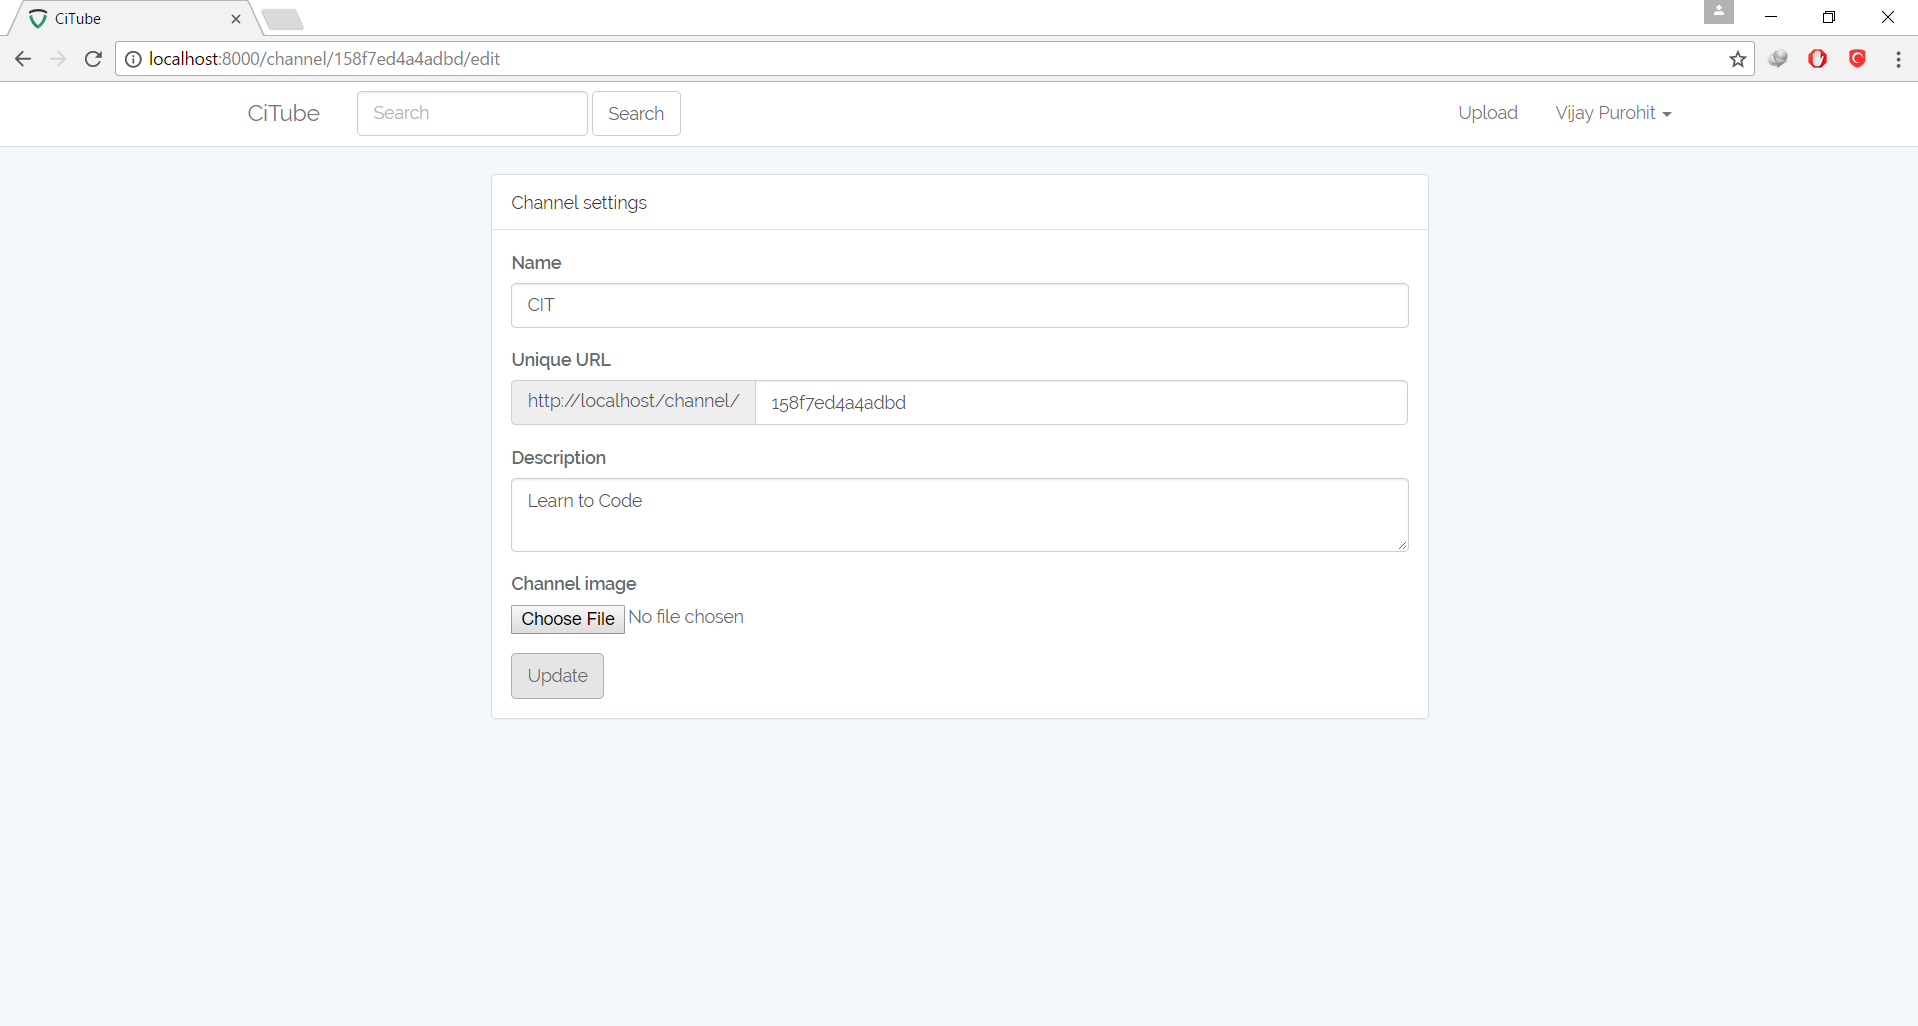 CiTube
localhost:8000/channel/158f7ed4a4adbd/edit
CiTube Search Search Upload Vijay Purohit
Channel settings
Name
CIT
Unique URL
http://localhost/channel/ 158f7ed4a4adbd
Description
Learn to Code
Channel image
Choose File No file chosen
Update